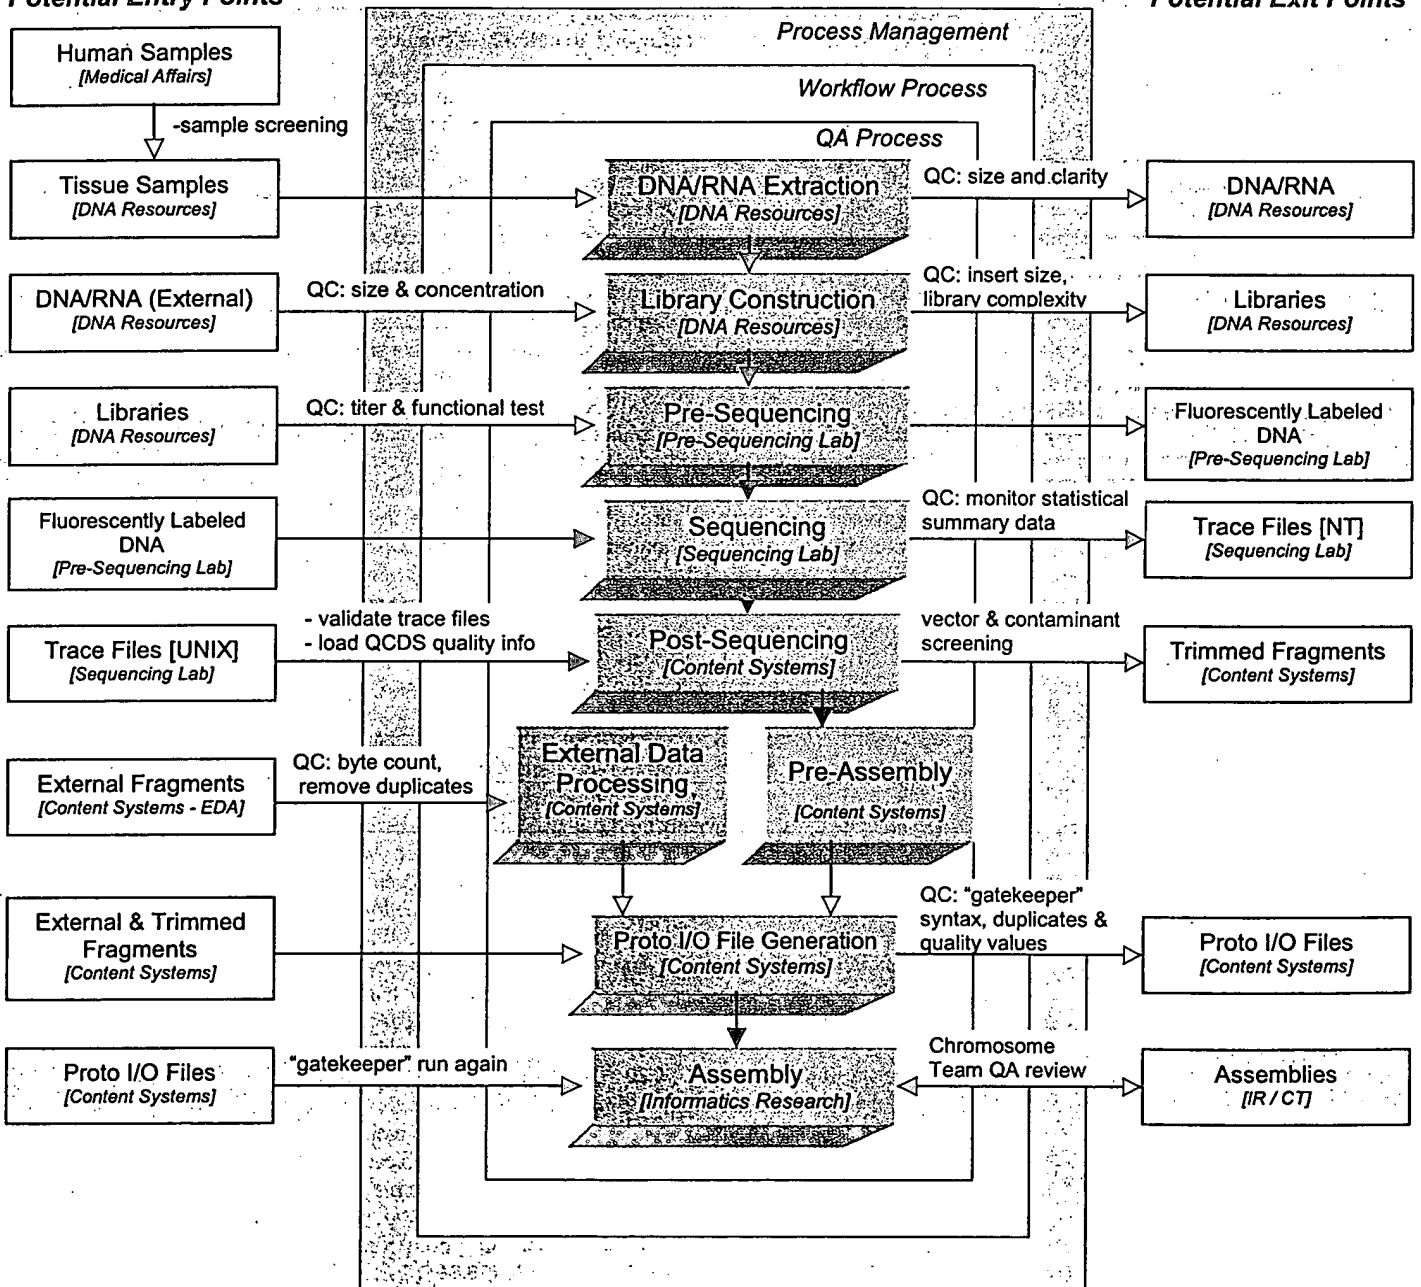 Potential Entry Points
Potential Exit Points
Process Management
Workflow Process
QA Process
Human Samples
[Medical Affairs]
-sample screening
Tissue Samples
[DNA Resources]
DNA/RNA Extraction
[DNA Resources]
QC: size and clarity
DNA/RNA
[DNA Resources]
DNA/RNA (External)
[DNA Resources]
QC: size & concentration
Library Construction
[DNA Resources]
QC: insert size,
library complexity
Libraries
[DNA Resources]
Libraries
[DNA Resources]
QC: titer & functional test
Pre-Sequencing
[Pre-Sequencing Lab]
Fluorescently Labeled
DNA
[Pre-Sequencing Lab]
Fluorescently Labeled
DNA
[Pre-Sequencing Lab]
Sequencing
[Sequencing Lab]
QC: monitor statistical
summary data
Trace Files [NT]
[Sequencing Lab]
Trace Files [UNIX]
[Sequencing Lab]
- validate trace files
- load QCDS quality info
Post-Sequencing
[Content Systems]
vector & contaminant
screening
Trimmed Fragments
[Content Systems]
External Fragments
[Content Systems - EDA]
QC: byte count,
remove duplicates
External Data
Processing
[Content Systems]
Pre-Assembly
[Content Systems]
External & Trimmed
Fragments
[Content Systems]
Proto I/O File Generation
[Content Systems]
QC: "gatekeeper"
syntax, duplicates &
quality values
Proto I/O Files
[Content Systems]
Proto I/O Files
[Content Systems]
"gatekeeper" run again
Assembly
[Informatics Research]
Chromosome
Team QA review
Assemblies
[IR / CT]